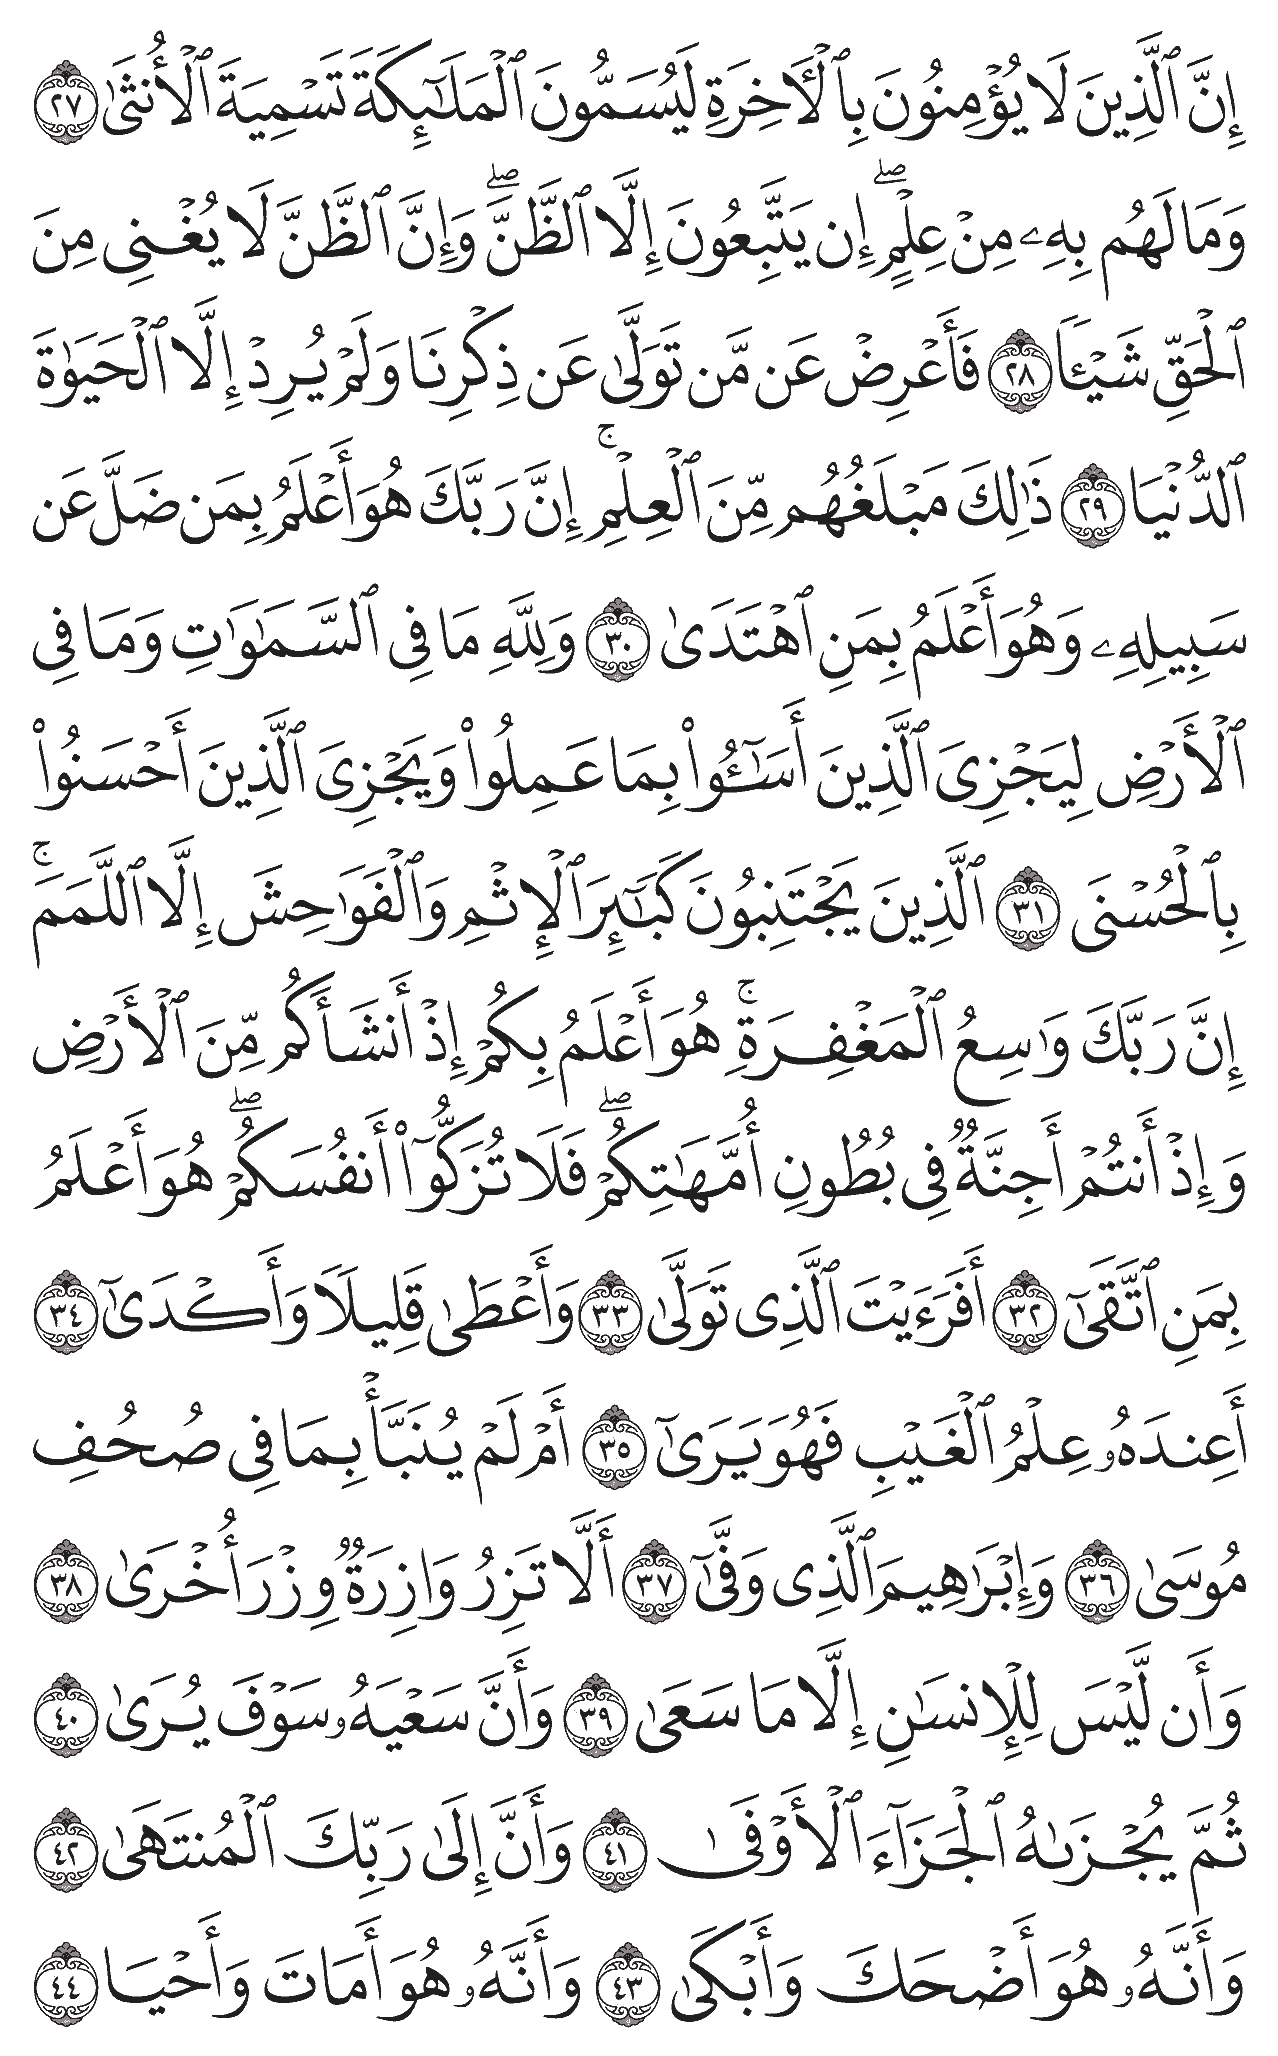 إِنَّ ٱلَّذِينَ لَا يُؤْمِنُونَ بِٱلْـَٔاخِرَةِ لَيُسَمُّونَ ٱلْمَلَـٰٓئِكَةَ تَسْمِيَةَ ٱلْأُنثَىٰ ٢٧
وَمَا لَهُم بِهِۦ مِنْ عِلْمٍ ۖ إِن يَتَّبِعُونَ إِلَّا ٱلظَّنَّ ۖ وَإِنَّ ٱلظَّنَّ لَا يُغْنِى مِنَ
ٱلْحَقِّ شَيْـًٔا ٢٨ فَأَعْرِضْ عَن مَّن تَوَلَّىٰ عَن ذِكْرِنَا وَلَمْ يُرِدْ إِلَّا ٱلْحَيَوٰةَ
ٱلدُّنْيَا ٢٩ ذَٰلِكَ مَبْلَغُهُم مِّنَ ٱلْعِلْمِ ۚ إِنَّ رَبَّكَ هُوَ أَعْلَمُ بِمَن ضَلَّ عَن
سَبِيلِهِۦ وَهُوَ أَعْلَمُ بِمَنِ ٱهْتَدَىٰ ٣٠ وَلِلَّهِ مَا فِى ٱلسَّمَـٰوَٰتِ وَمَا فِى
ٱلْأَرْضِ لِيَجْزِىَ ٱلَّذِينَ أَسَـٰٓـُٔوا۟ بِمَا عَمِلُوا۟ وَيَجْزِىَ ٱلَّذِينَ أَحْسَنُوا۟
بِٱلْحُسْنَى ٣١ ٱلَّذِينَ يَجْتَنِبُونَ كَبَـٰٓئِرَ ٱلْإِثْمِ وَٱلْفَوَٰحِشَ إِلَّا ٱللَّمَمَ ۚ
إِنَّ رَبَّكَ وَٰسِعُ ٱلْمَغْفِرَةِ ۚ هُوَ أَعْلَمُ بِكُمْ إِذْ أَنشَأَكُم مِّنَ ٱلْأَرْضِ
وَإِذْ أَنتُمْ أَجِنَّةٌ فِى بُطُونِ أُمَّهَـٰتِكُمْ ۖ فَلَا تُزَكُّوٓا۟ أَنفُسَكُمْ ۖ هُوَ أَعْلَمُ
بِمَنِ ٱتَّقَىٰٓ ٣٢ أَفَرَءَيْتَ ٱلَّذِى تَوَلَّىٰ ٣٣ وَأَعْطَىٰ قَلِيلًا وَأَكْدَىٰٓ ٣٤
أَعِندَهُۥ عِلْمُ ٱلْغَيْبِ فَهُوَ يَرَىٰٓ ٣٥ أَمْ لَمْ يُنَبَّأْ بِمَا فِى صُحُفِ
مُوسَىٰ ٣٦ وَإِبْرَٰهِيمَ ٱلَّذِى وَفَّىٰٓ ٣٧ أَلَّا تَزِرُ وَازِرَةٌ وِزْرَ أُخْرَىٰ ٣٨
وَأَن لَّيْسَ لِلْإِنسَـٰنِ إِلَّا مَا سَعَىٰ ٣٩ وَأَنَّ سَعْيَهُۥ سَوْفَ يُرَىٰ ٤٠
ثُمَّ يُجْزَىٰهُ ٱلْجَزَآءَ ٱلْأَوْفَىٰ ٤١ وَأَنَّ إِلَىٰ رَبِّكَ ٱلْمُنتَهَىٰ ٤٢
وَأَنَّهُۥ هُوَ أَضْحَكَ وَأَبْكَىٰ ٤٣ وَأَنَّهُۥ هُوَ أَمَاتَ وَأَحْيَا ٤٤